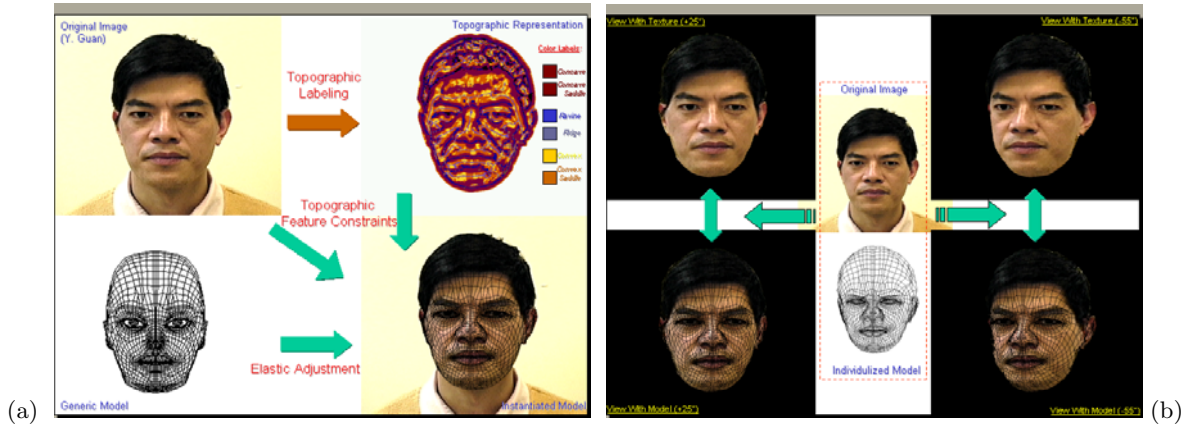 Original Image
(Y. Guan)
Topographic Representation
Topographic
Labeling
Color Labels:
Concave
Concave
Saddle
Ravine
Ridge
Convex
Convex
Saddle
Topographic
Feature Constraints
Elastic Adjustment
Generic Model
Instantiated Model
(a)
View With Texture (+25°)
View With Texture (-55°)
Original Image
Individulized Model
View With Model (+25°)
View With Model (-55°)
(b)